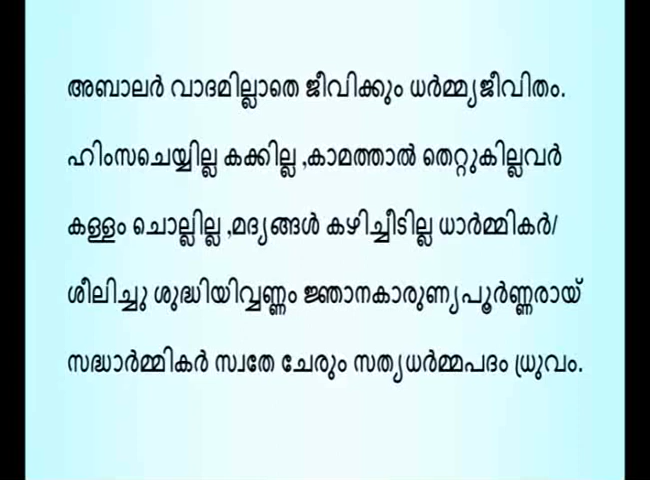 അബാലർ വാദമില്ലാതെ ജീവിക്കും ധർമ്മ്യജീവിതം.
ഹിംസചെയ്യില്ല കക്കില്ല ,കാമത്താൽ തെറ്റുകില്ലവർ
കള്ളം ചൊല്ലില്ല ,മദ്യങ്ങൾ കഴിച്ചീടില്ല ധാർമ്മികർ/
ശീലിച്ചു ശുദ്ധിയിവ്വണ്ണം ജ്ഞാനകാരുണ്യപൂർണ്ണരായ്
സദ്ധാർമ്മികർ സ്വതേ ചേരും സത്യധർമ്മപദം ധ്രുവം.